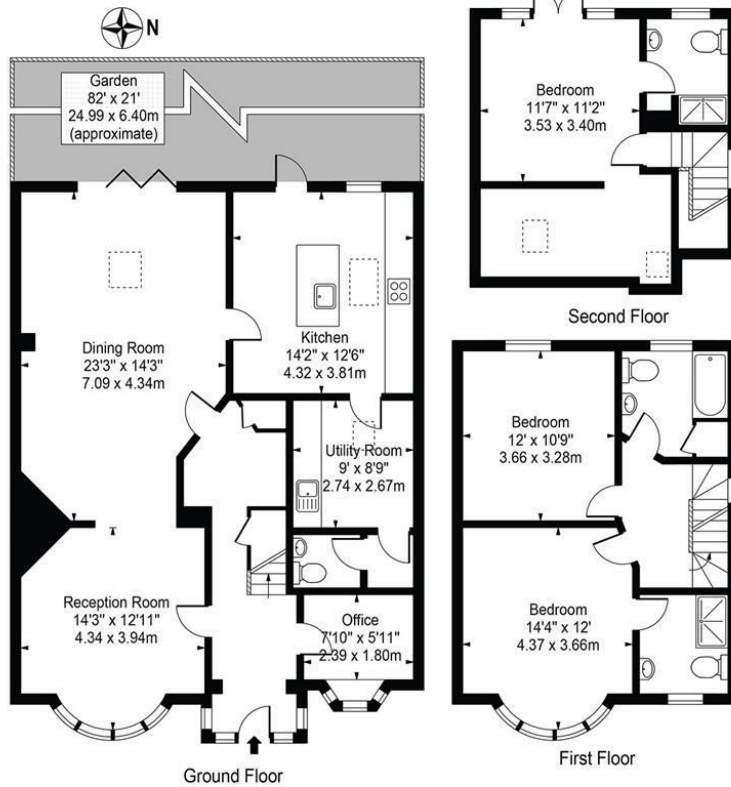 N
Garden
82' x 21'
24.99 x 6.40m
(approximate)
Dining Room
23'3" x 14'3"
7.09 x 4.34m
Kitchen
14'2" x 12'6"
4.32 x 3.81m
Utility Room
9' x 8'9"
2.74 x 2.67m
Reception Room
14'3" x 12'11"
4.34 x 3.94m
Office
7'10" x 5'11"
2.39 x 1.80m
Ground Floor
Bedroom
11'7" x 11'2"
3.53 x 3.40m
Second Floor
Bedroom
12' x 10'9"
3.66 x 3.28m
Bedroom
14'4" x 12'
4.37 x 3.66m
First Floor